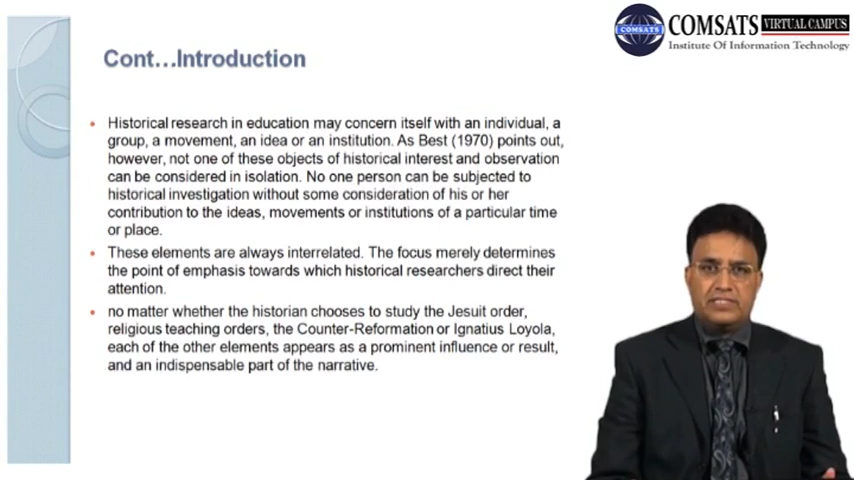 COMSATS
COMSATS VIRTUAL CAMPUS
Institute Of Information Technology
Cont…Introduction
• Historical research in education may concern itself with an individual, a
group, a movement, an idea or an institution. As Best (1970) points out,
however, not one of these objects of historical interest and observation
can be considered in isolation. No one person can be subjected to
historical investigation without some consideration of his or her
contribution to the ideas, movements or institutions of a particular time
or place.
• These elements are always interrelated. The focus merely determines
the point of emphasis towards which historical researchers direct their
attention.
• no matter whether the historian chooses to study the Jesuit order,
religious teaching orders, the Counter-Reformation or Ignatius Loyola,
each of the other elements appears as a prominent influence or result,
and an indispensable part of the narrative.